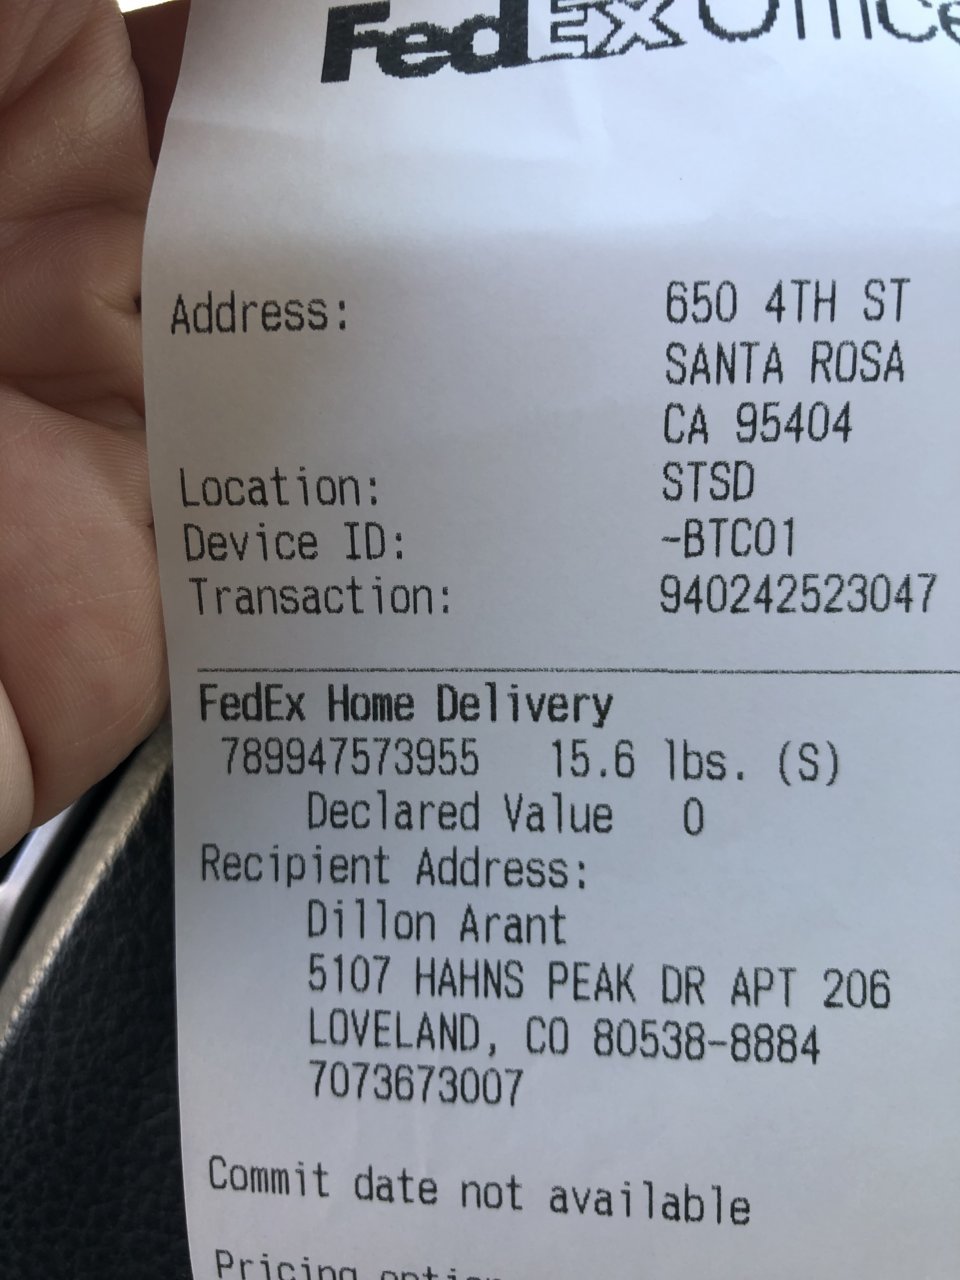 FedEx Office
Address: 650 4TH ST
SANTA ROSA
CA 95404
Location: STSD
Device ID: -BTC01
Transaction: 940242523047
FedEx Home Delivery
789947573955 15.6 lbs. (S)
Declared Value 0
Recipient Address:
Dillon Arant
5107 HAHNS PEAK DR APT 206
LOVELAND, CO 80538-8884
7073673007
Commit date not available
Pricing option